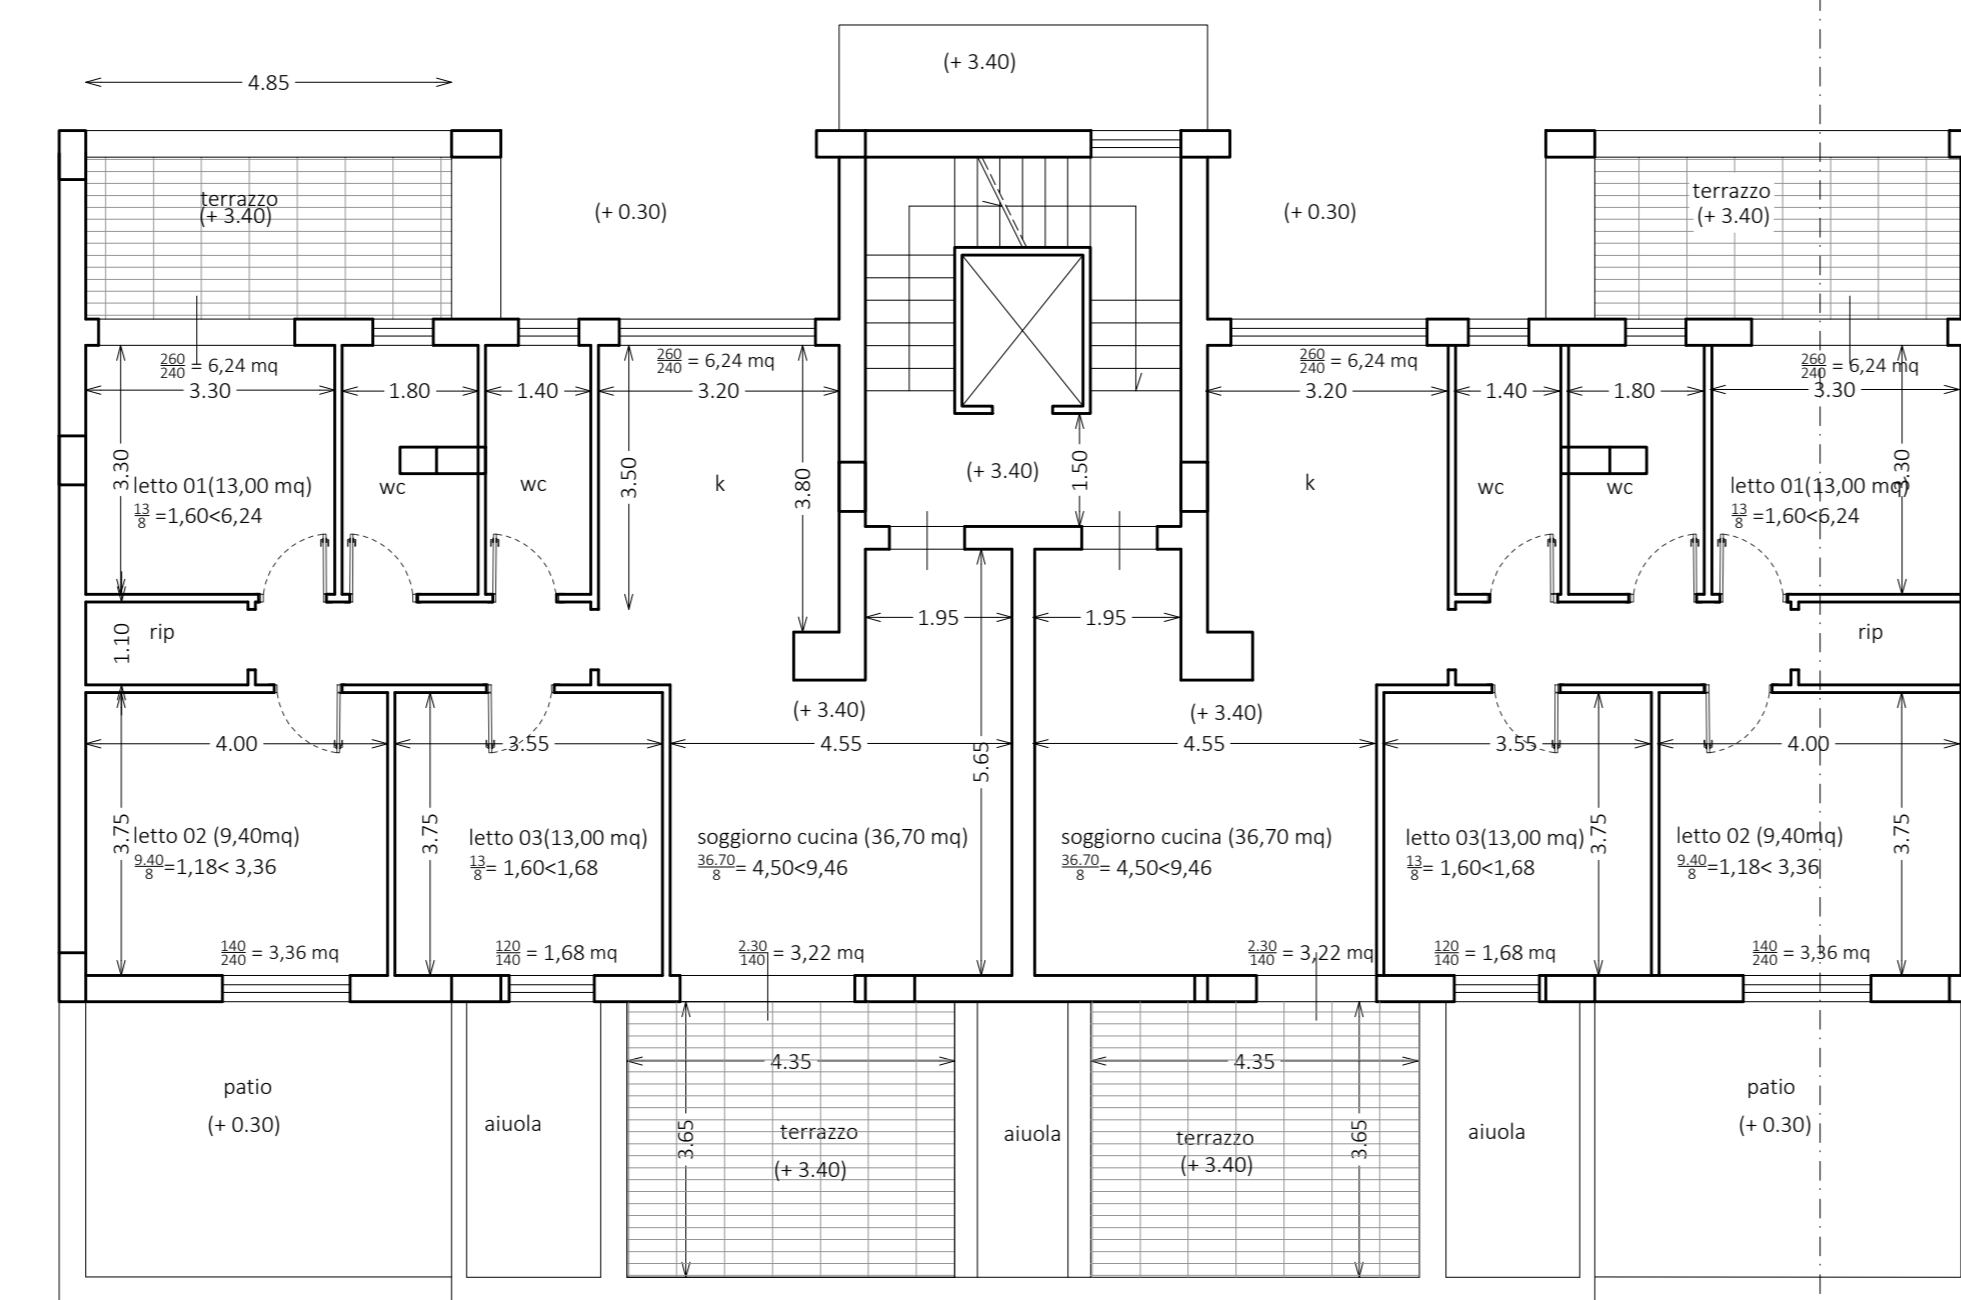 (+ 3.40)
4.85
terrazzo
(+ 3.40)
(+ 0.30)
(+ 0.30)
terrazzo
(+ 3.40)
260
240 = 6,24 mq
260
240 = 6,24 mq
260
240 = 6,24 mq
260
240 = 6,24 mq
3.30
1.80
1.40
3.20
3.20
1.40
1.80
3.30
3.30
3.50
3.80
(+ 3.40)
1.50
3.30
letto 01(13,00 mq)
13
8 =1,60<6,24
wc
wc
k
k
wc
wc
letto 01(13,00 mq)
13
8 =1,60<6,24
1.10
rip
1.95
1.95
rip
(+ 3.40)
(+ 3.40)
4.00
3.55
4.55
5.65
4.55
3.55
4.00
3.75
letto 02 (9,40mq)
9.40
8 =1,18< 3,36
3.75
letto 03(13,00 mq)
13
8 = 1,60<1,68
soggiorno cucina (36,70 mq)
36.70
8 = 4,50<9,46
soggiorno cucina (36,70 mq)
36.70
8 = 4,50<9,46
letto 03(13,00 mq)
13
8 = 1,60<1,68
3.75
letto 02 (9,40mq)
9.40
8 =1,18< 3,36
3.75
140
240 = 3,36 mq
120
140 = 1,68 mq
2.30
140 = 3,22 mq
2.30
140 = 3,22 mq
120
140 = 1,68 mq
140
240 = 3,36 mq
4.35
4.35
patio
(+ 0.30)
aiuola
3.65
terrazzo
(+ 3.40)
aiuola
terrazzo
(+ 3.40)
3.65
aiuola
patio
(+ 0.30)